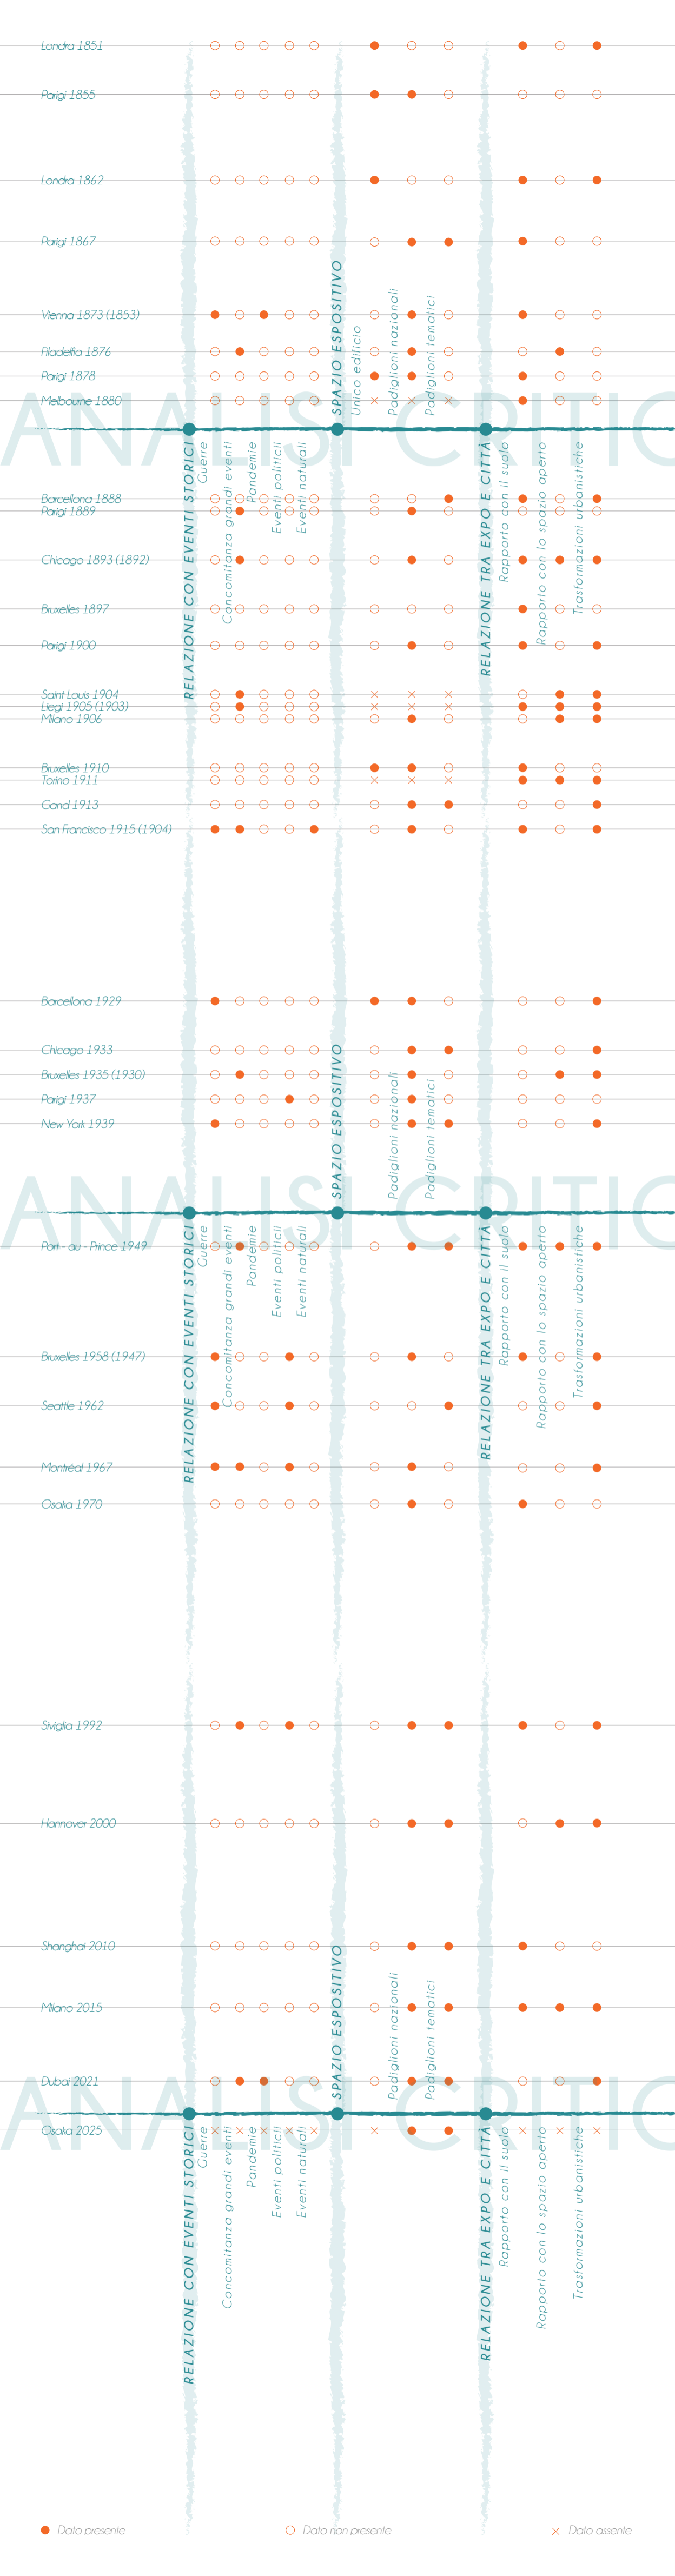 Londra 1851
Parigi 1855
Londra 1862
Parigi 1867
Vienna 1873 (1853)
Filadelfia 1876
Parigi 1878
Melbourne 1880
SPAZIO ESPOSITIVO
Unico edificio
Padiglioni nazionali
Padiglioni tematici
ANALISI CRITIC
RELAZIONE CON EVENTI STORICI
Guerre
Concomitanza grandi eventi
Pandemie
Eventi politicii
Eventi naturali
RELAZIONE TRA EXPO E CITTÀ
Rapporto con il suolo
Rapporto con lo spazio aperto
Trasformazioni urbanistiche
Barcellona 1888
Parigi 1889
Chicago 1893 (1892)
Bruxelles 1897
Parigi 1900
Saint Louis 1904
Liegi 1905 (1903)
Milano 1906
Bruxelles 1910
Torino 1911
Gand 1913
San Francisco 1915 (1904)
Barcellona 1929
Chicago 1933
Bruxelles 1935 (1930)
Parigi 1937
New York 1939
SPAZIO ESPOSITIVO
Padiglioni nazionali
Padiglioni tematici
ANALISI CRITIC
RELAZIONE CON EVENTI STORICI
Guerre
Concomitanza grandi eventi
Pandemie
Eventi politicii
Eventi naturali
RELAZIONE TRA EXPO E CITTÀ
Rapporto con il suolo
Rapporto con lo spazio aperto
Trasformazioni urbanistiche
Port - au - Prince 1949
Bruxelles 1958 (1947)
Seattle 1962
Montréal 1967
Osaka 1970
Siviglia 1992
Hannover 2000
Shanghai 2010
Milano 2015
Dubai 2021
SPAZIO ESPOSITIVO
Padiglioni nazionali
Padiglioni tematici
ANALISI CRITIC
Osaka 2025
RELAZIONE CON EVENTI STORICI
Guerre
Concomitanza grandi eventi
Pandemie
Eventi politicii
Eventi naturali
RELAZIONE TRA EXPO E CITTÀ
Rapporto con il suolo
Rapporto con lo spazio aperto
Trasformazioni urbanistiche
Dato presente
Dato non presente
Dato assente